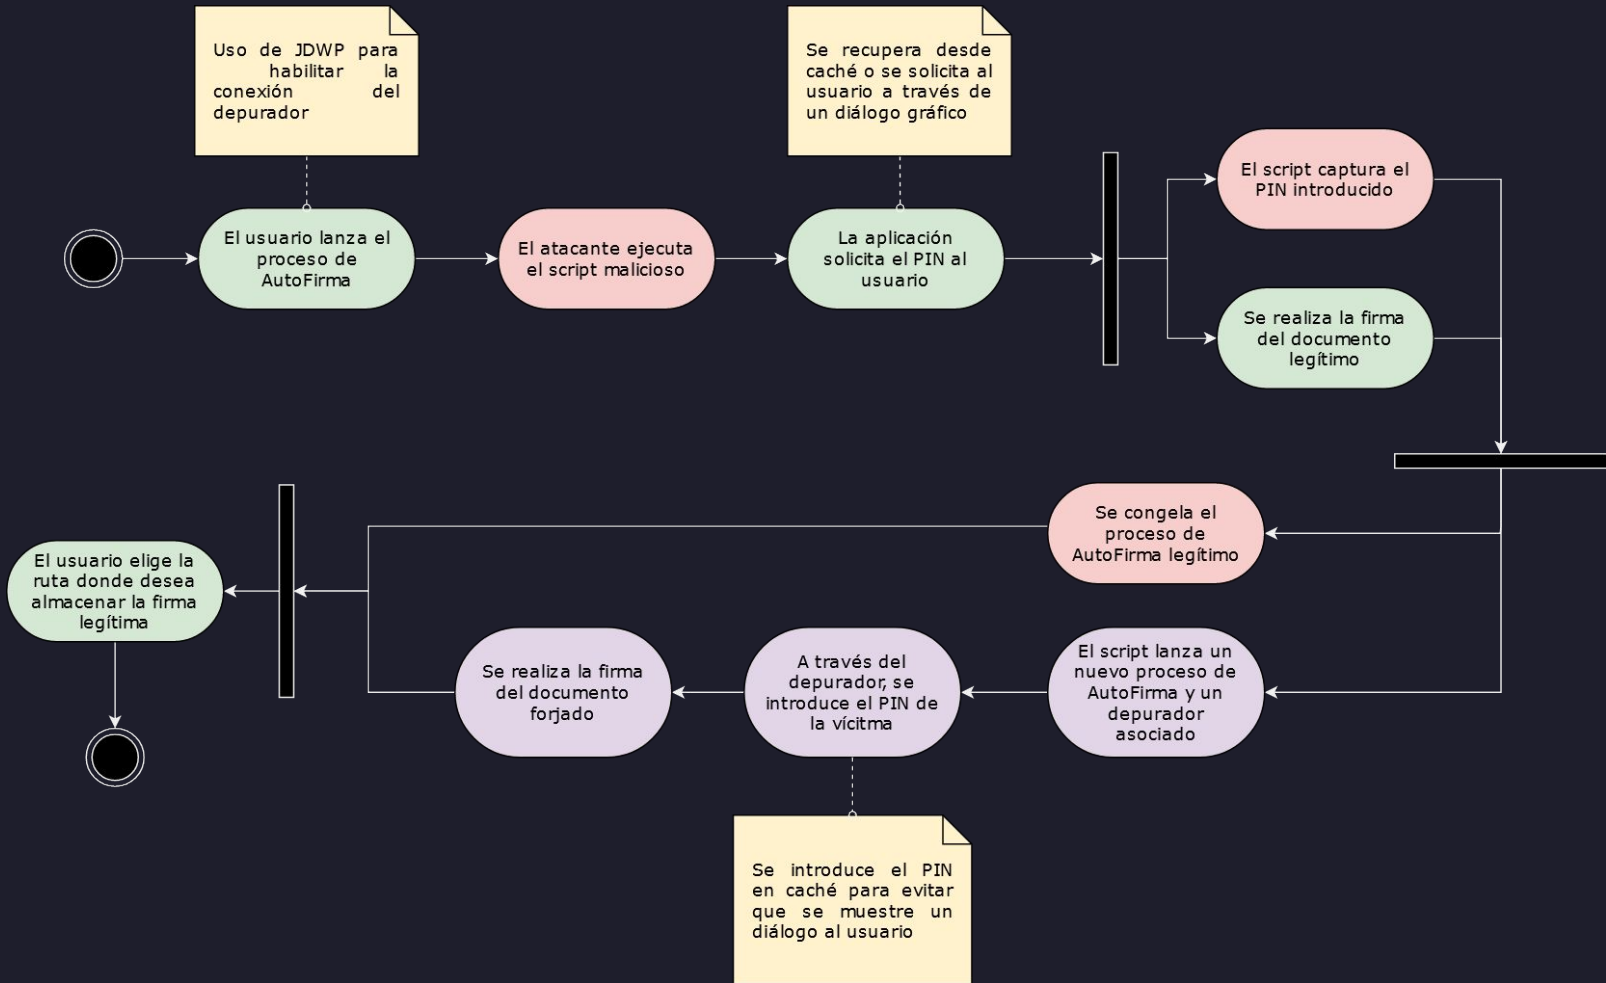 Uso de JDWP para
habilitar la
conexión del
depurador
Se recupera desde
caché o se solicita al
usuario a través de
un diálogo gráfico
El usuario lanza el
proceso de
AutoFirma
El atacante ejecuta
el script malicioso
La aplicación
solicita el PIN al
usuario
El script captura el
PIN introducido
Se realiza la firma
del documento
legítimo
Se congela el
proceso de
AutoFirma legítimo
El script lanza un
nuevo proceso de
AutoFirma y un
depurador
asociado
A través del
depurador, se
introduce el PIN de
la vícitma
Se realiza la firma
del documento
forjado
El usuario elige la
ruta donde desea
almacenar la firma
legítima
Se introduce el PIN
en caché para evitar
que se muestre un
diálogo al usuario